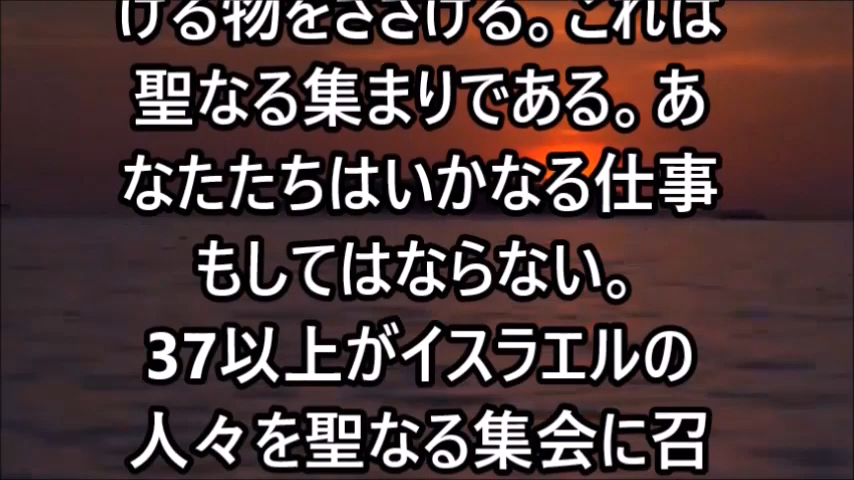 ける物をささげる。これは
聖なる集まりである。あ
なたたちはいかなる仕事
もしてはならない。
37以上がイスラエルの
人々を聖なる集会に召